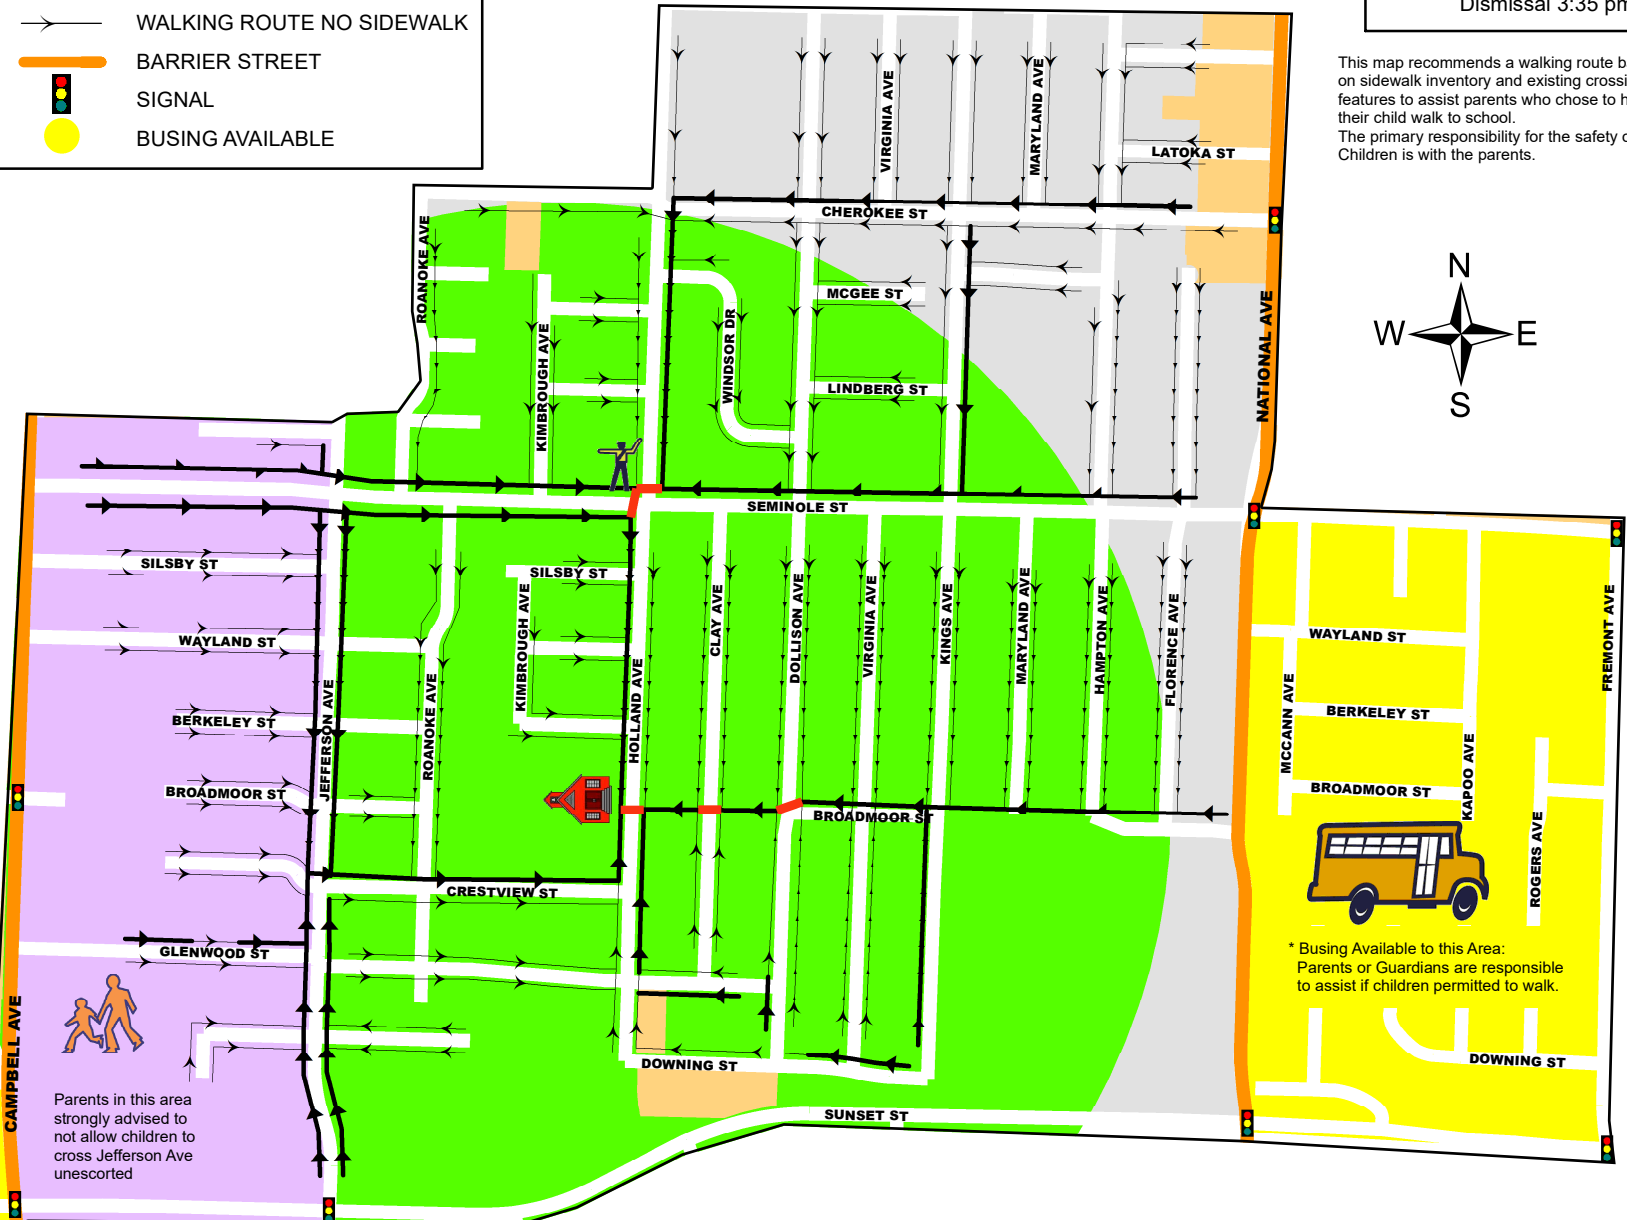 WALKING ROUTE NO SIDEWALK
BARRIER STREET
SIGNAL
BUSING AVAILABLE
Dismissal 3:35 pm
This map recommends a walking route
on sidewalk inventory and existing
features to assist parents who chose to
their child walk to school.
The primary responsibility for the safety
Children is with the parents.
N
W
E
S
VIRGINIA AVE
MARYLAND AVE
LATOKA ST
CHEROKEE ST
ROANOKE AVE
KIMBROUGH AVE
WINDSOR DR
MCGEE ST
LINDBERG ST
NATIONAL AVE
SEMINOLE ST
SILSBY ST
SILSBY ST
WAYLAND ST
BERKELEY ST
BROADMOOR ST
JEFFERSON AVE
ROANOKE AVE
KIMBROUGH AVE
HOLLAND AVE
CLAY AVE
DOLLISON AVE
VIRGINIA AVE
KINGS AVE
MARYLAND AVE
HAMPTON AVE
FLORENCE AVE
BROADMOOR ST
WAYLAND ST
BERKELEY ST
BROADMOOR ST
MCCANN AVE
KAPOO AVE
ROGERS AVE
FREMONT AVE
CRESTVIEW ST
GLENWOOD ST
CAMPBELL AVE
DOWNING ST
SUNSET ST
DOWNING ST
* Busing Available to this Area:
Parents or Guardians are responsible
to assist if children permitted to walk.
Parents in this area
strongly advised to
not allow children to
cross Jefferson Ave
unescorted